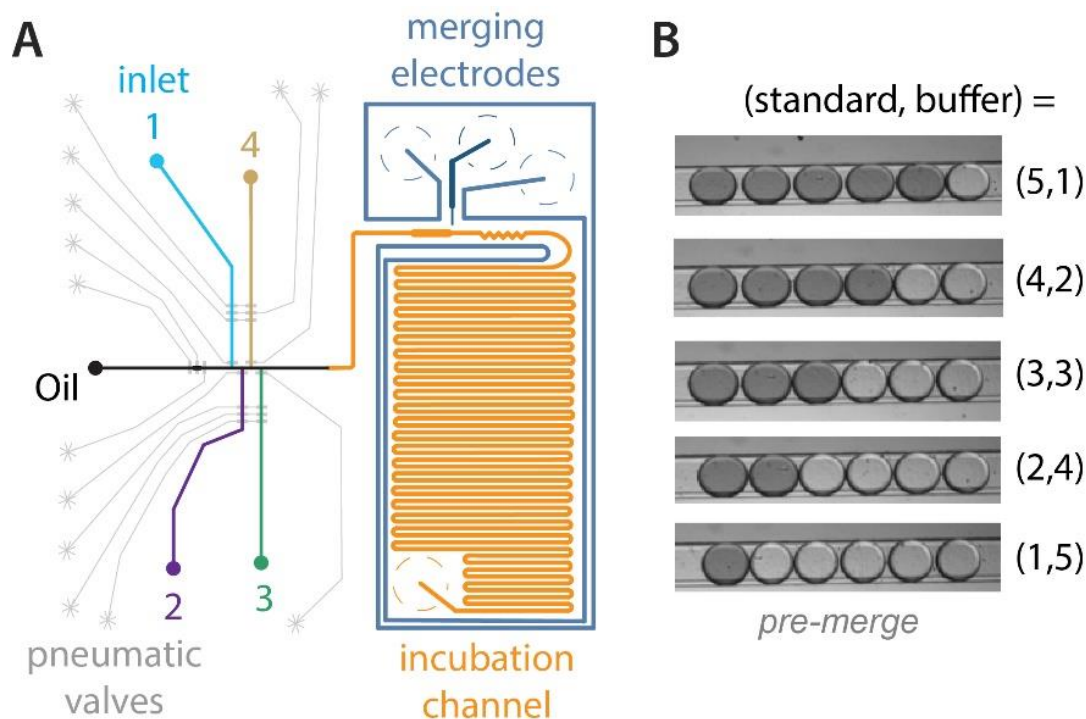 A
inlet
1
4
Oil
2
3
pneumatic
valves
merging
electrodes
incubation
channel
B
(standard, buffer) =
(5,1)
(4,2)
(3,3)
(2,4)
(1,5)
pre-merge